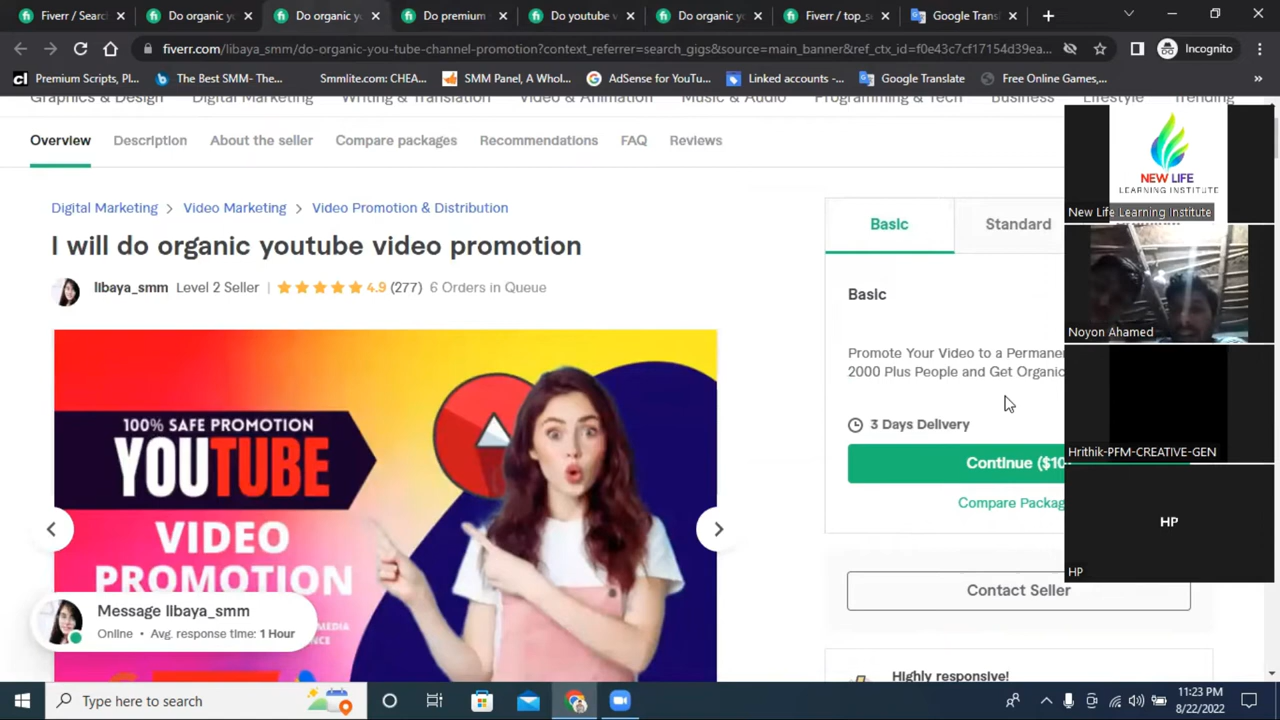 Fiverr / Searc
Do organic yo
Do organic yo
Do premium
Do youtube v
Do organic yo
Fiverr / top_s
Google Transl
fiverr.com/libaya_smm/do-organic-you-tube-channel-promotion?context_referrer=search_gigs&source=main_banner&ref_ctx_id=f0e43c7cf17154d39ea...
Incognito
Premium Scripts, Pl...
The Best SMM- The...
Smmlite.com: CHEA...
SMM Panel, A Whol...
AdSense for YouTu...
Linked accounts -...
Google Translate
Free Online Games,...
Graphics & Design
Digital Marketing
Writing & Translation
Video & Animation
Music & Audio
Programming & Tech
Business
Lifestyle
Trending
Overview
Description
About the seller
Compare packages
Recommendations
FAQ
Reviews
Digital Marketing
Video Marketing
Video Promotion & Distribution
I will do organic youtube video promotion
libaya_smm Level 2 Seller | 4.9 (277) 6 Orders in Queue
100% SAFE PROMOTION
YOUTUBE
VIDEO
PROMOTION
Message libaya_smm
Online • Avg. response time: 1 Hour
Basic
Standard
Basic
Promote Your Video to a Permanen
2000 Plus People and Get Organic
3 Days Delivery
Continue ($10
Compare Packag
Contact Seller
Highly responsive!
NEW LIFE
LEARNING INSTITUTE
New Life Learning Institute
Noyon Ahamed
Hrithik-PFM-CREATIVE-GEN
HP
HP
Type here to search
11:23 PM
8/22/2022